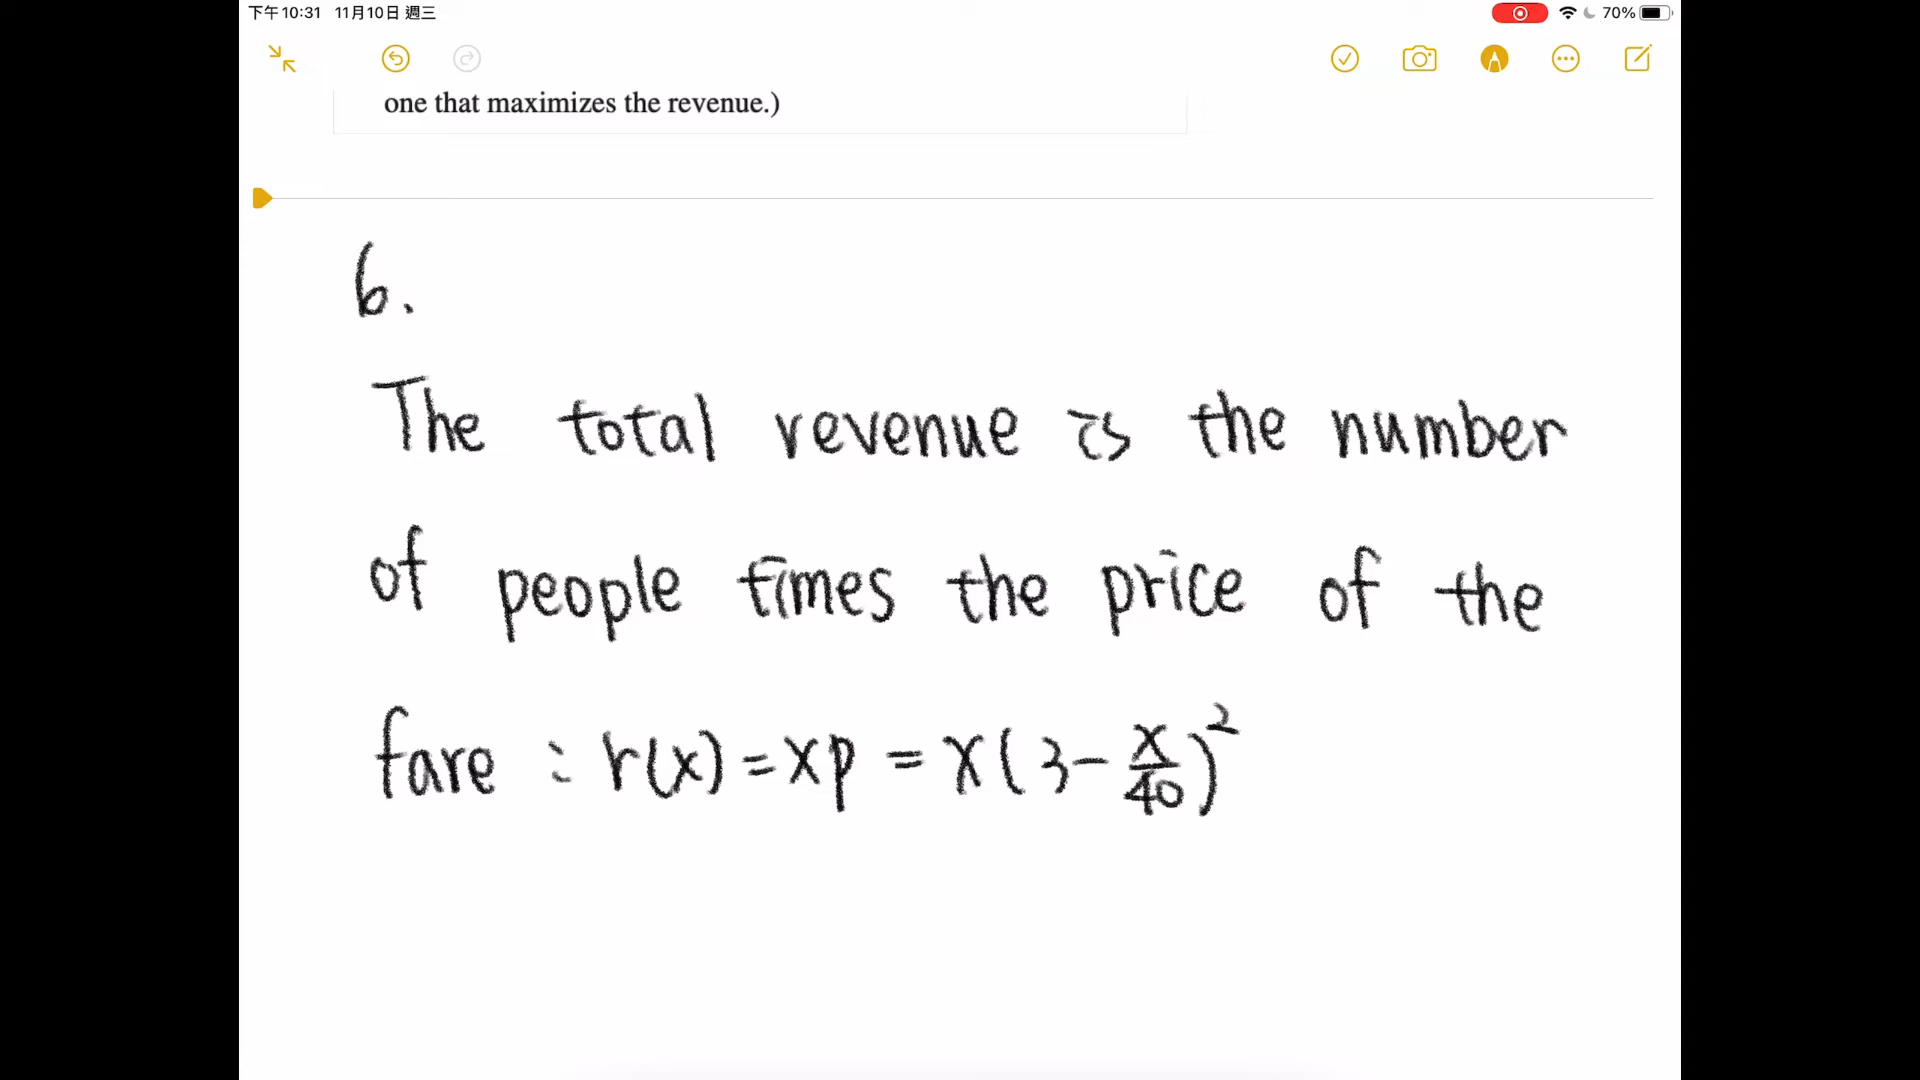 下午10:31 11月10日 週三
70%
one that maximizes the revenue.)
6.
The total revenue is the number
of people times the price of the
fare : r(x) = xp = x(3 - x/40)²